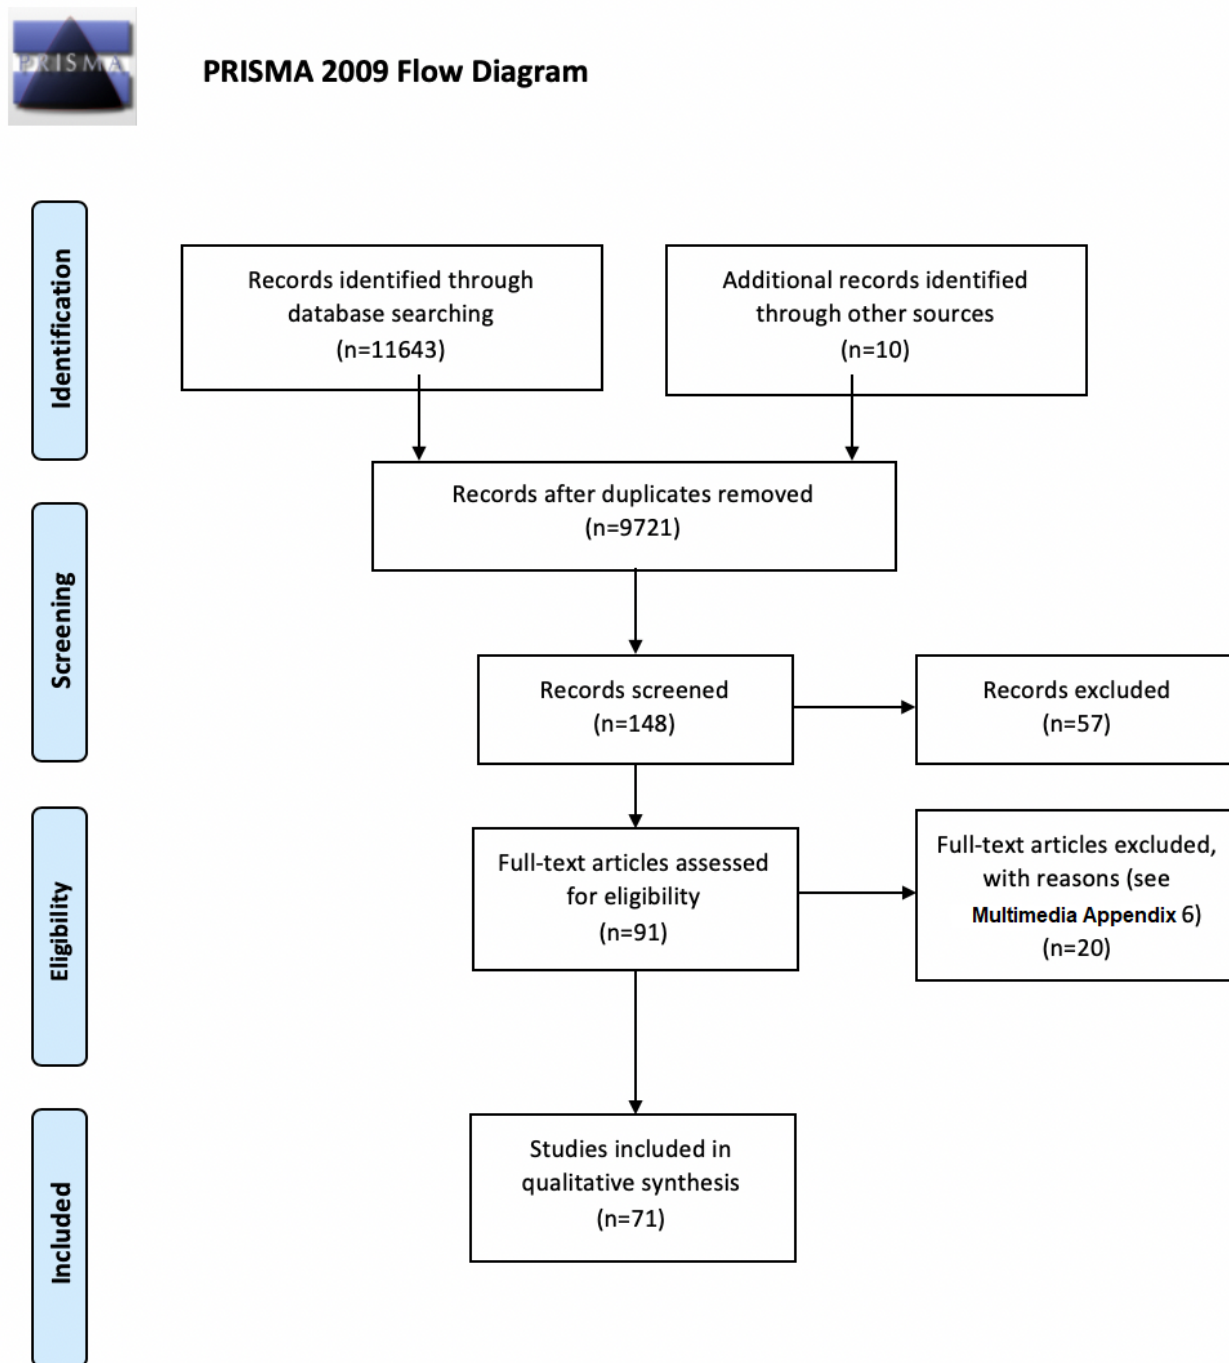 PRISMA
PRISMA 2009 Flow Diagram
Identification
Records identified through
database searching
(n=11643)
Additional records identified
through other sources
(n=10)
Records after duplicates removed
(n=9721)
Screening
Records screened
(n=148)
Records excluded
(n=57)
Eligibility
Full-text articles assessed
for eligibility
(n=91)
Full-text articles excluded,
with reasons (see
Multimedia Appendix 6)
(n=20)
Included
Studies included in
qualitative synthesis
(n=71)